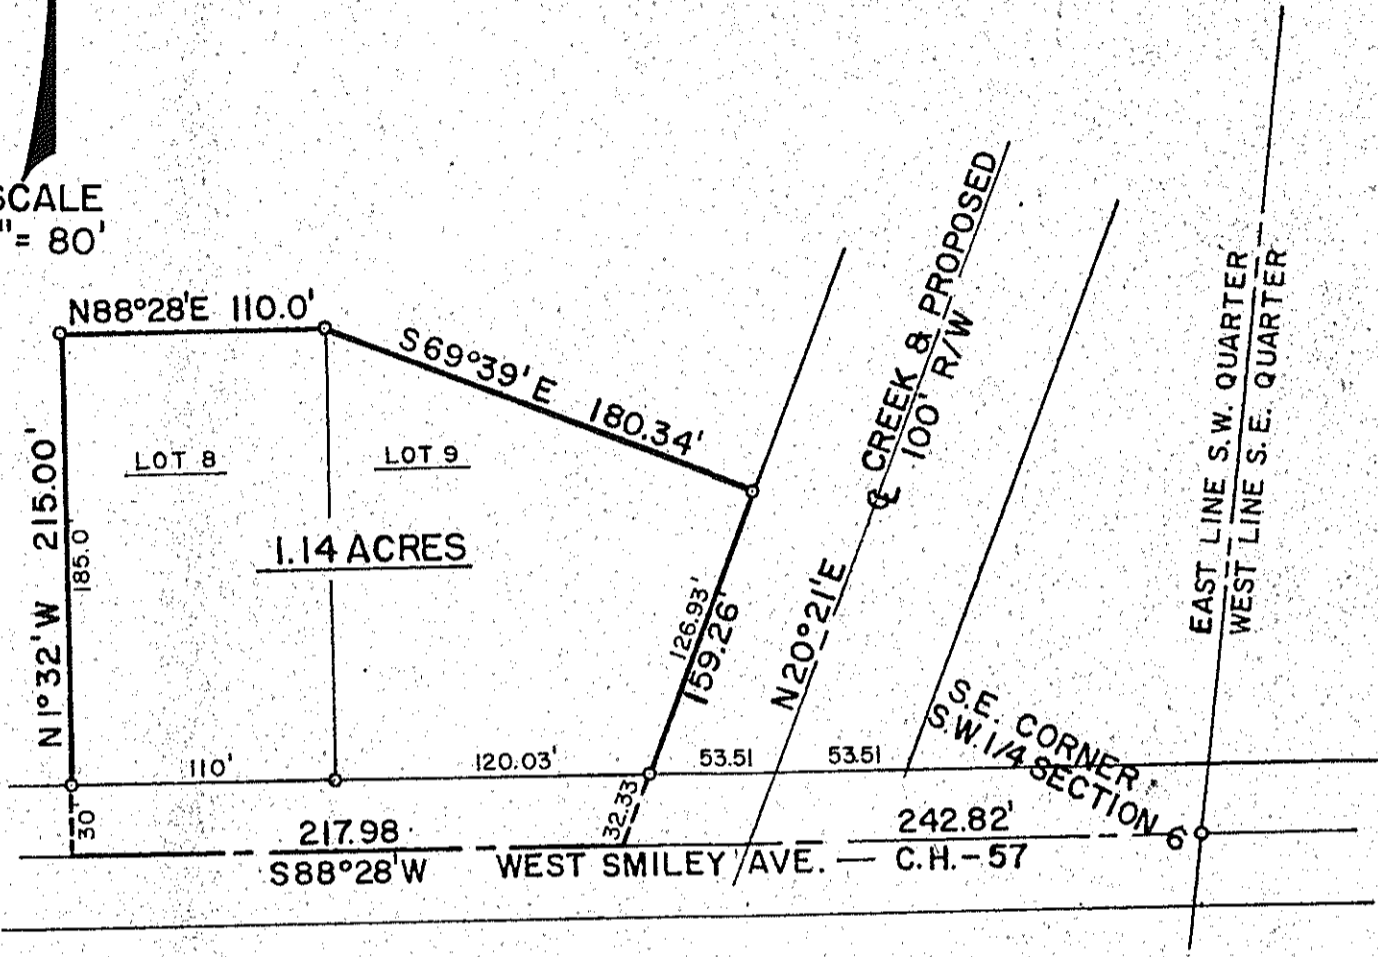 SCALE
"= 80'
N88°28'E 110.0'
S69°39'E 180.34'
LOT 8
LOT 9
1.14 ACRES
N1°32'W 215.00'
185.0'
126.93'
159.26'
N20°21'E
℄ CREEK & PROPOSED
100' R/W
EAST LINE S.W. QUARTER
WEST LINE S.E. QUARTER
S.E. CORNER
S.W. 1/4 SECTION 6
110'
120.03'
53.51
53.51
30
32.33
217.98
S88°28'W
WEST SMILEY AVE. — C.H.-57
242.82'